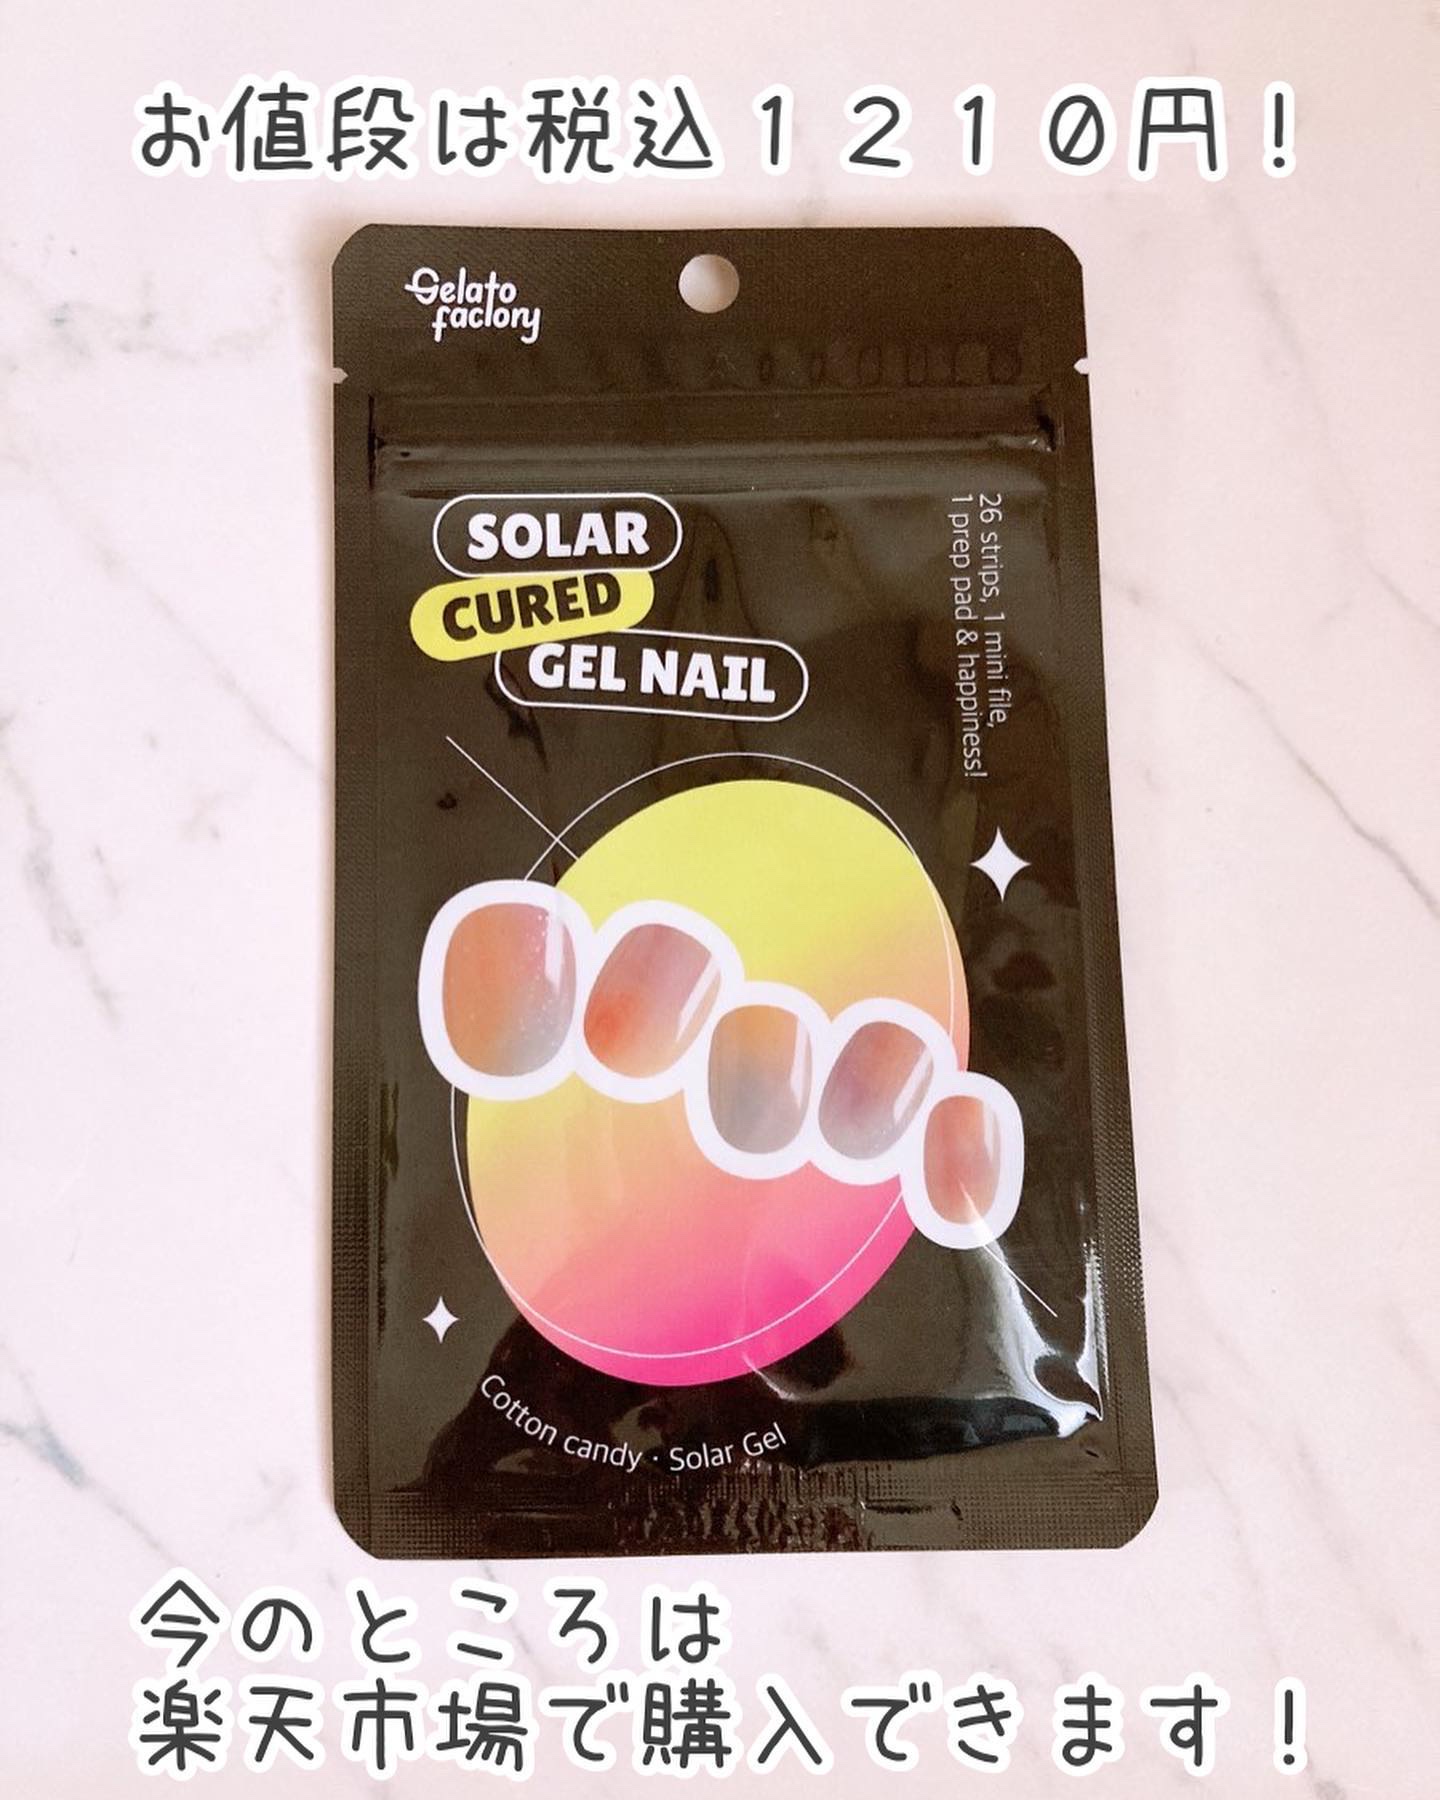 お値段は税込１２１０円！
Gelato
factory
SOLAR
CURED
GEL NAIL
26 strips, 1 mini file,
1 prep pad & happiness!
Cotton candy · Solar Gel
今のところは
楽天市場で購入できます！